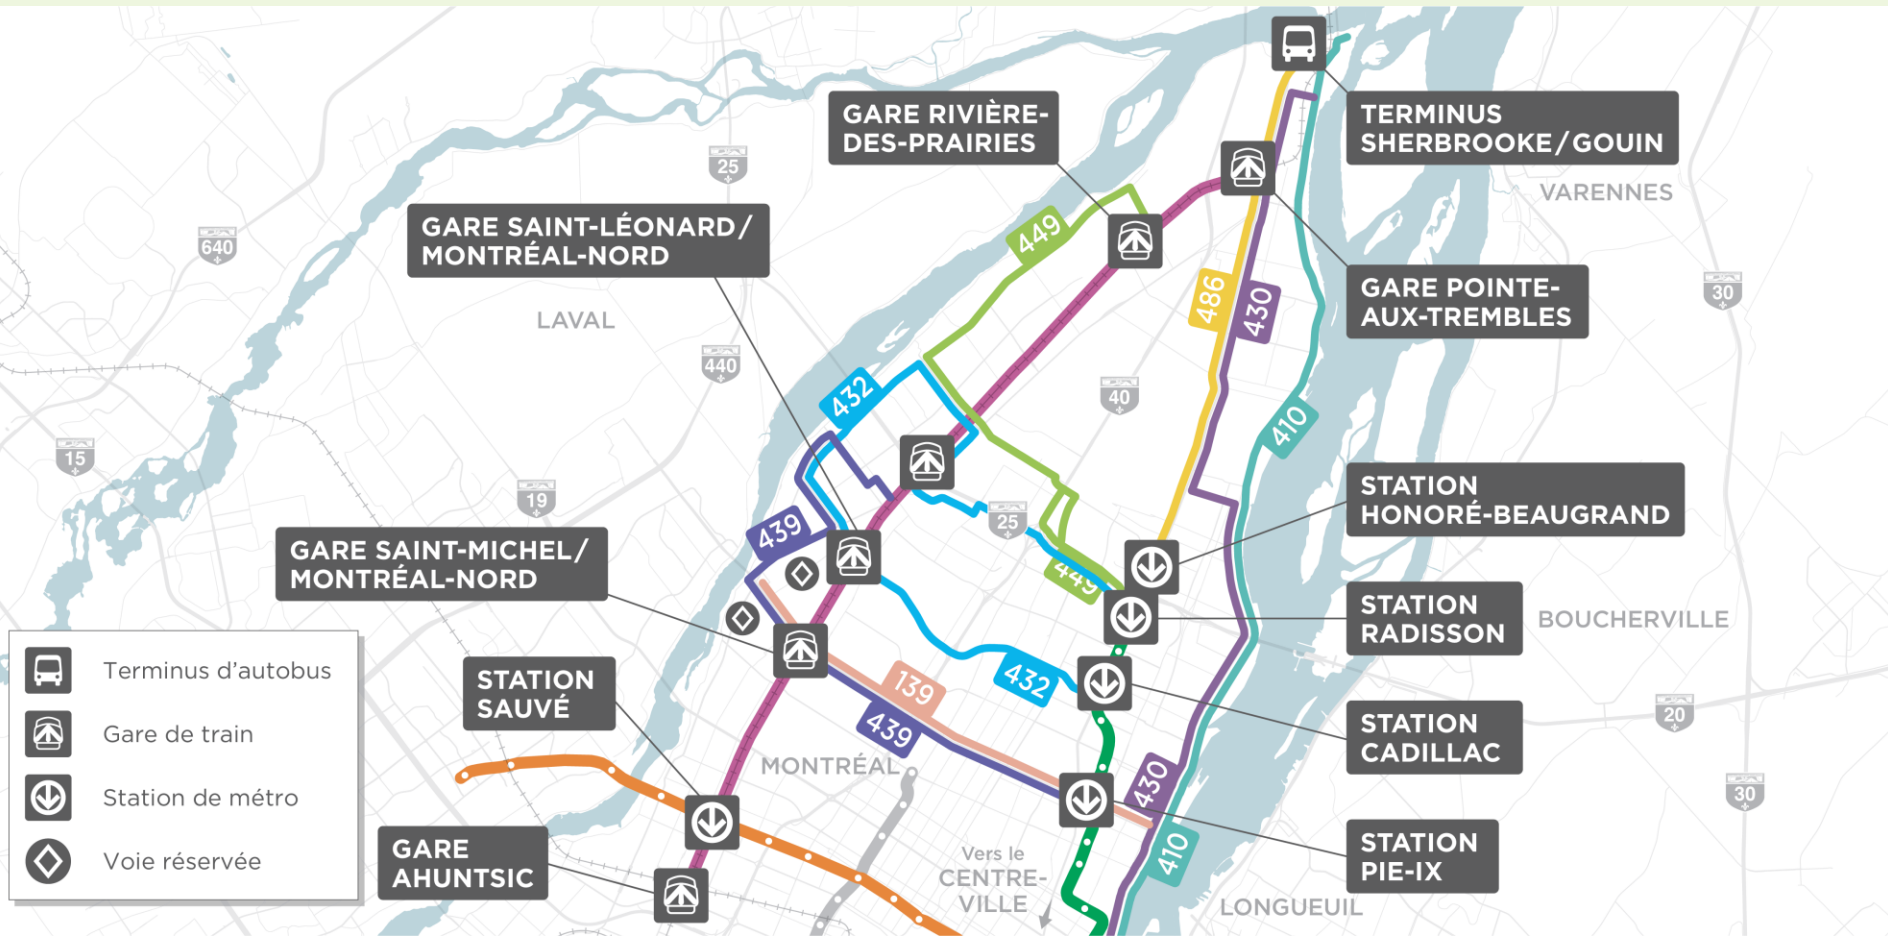 TERMINUS
SHERBROOKE/GOUIN
GARE RIVIÈRE-
DES-PRAIRIES
25
VARENNES
GARE SAINT-LÉONARD/
MONTRÉAL-NORD
449
640
486
430
GARE POINTE-
AUX-TREMBLES
30
LAVAL
440
432
40
410
15
19
STATION
HONORÉ-BEAUGRAND
25
439
GARE SAINT-MICHEL/
MONTRÉAL-NORD
449
STATION
RADISSON
BOUCHERVILLE
Terminus d'autobus
Gare de train
Station de métro
Voie réservée
STATION
SAUVÉ
139
432
439
20
STATION
CADILLAC
MONTRÉAL
430
30
GARE
AHUNTSIC
Vers le
CENTRE-
VILLE
410
STATION
PIE-IX
LONGUEUIL